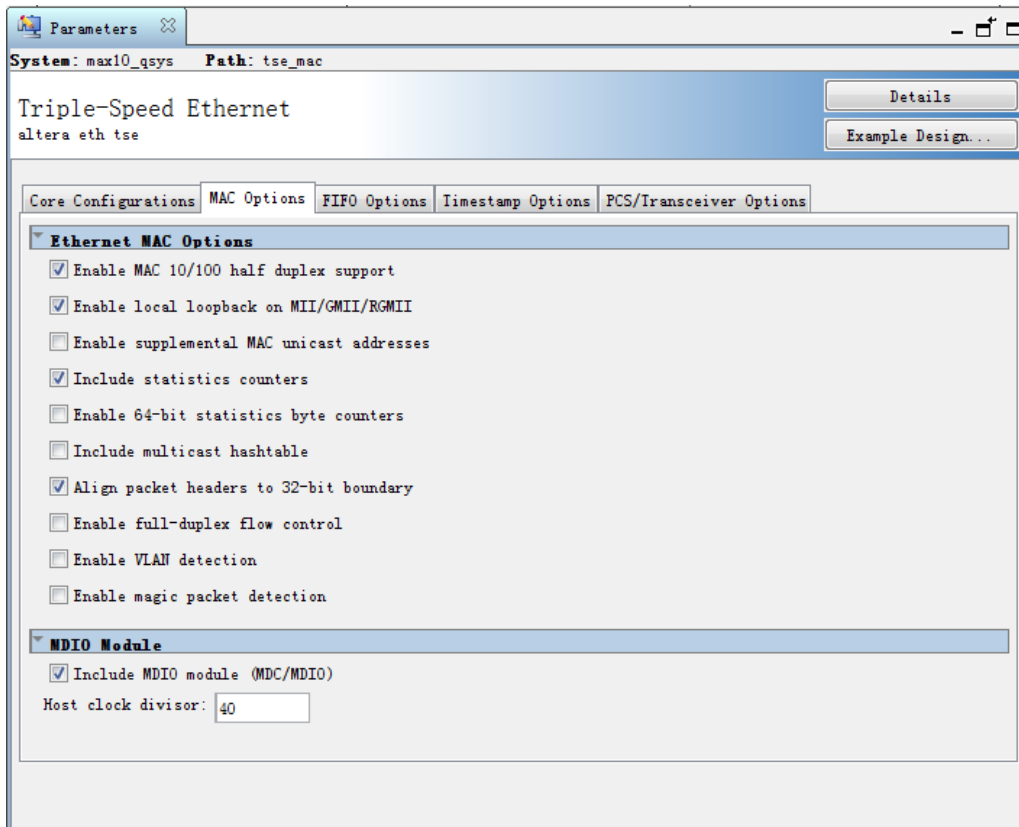 Parameters
System: max10_qsys Path: tse_mac
Triple-Speed Ethernet
altera eth tse
Details
Example Design...
Core Configurations MAC Options FIFO Options Timestamp Options PCS/Transceiver Options
Ethernet MAC Options
Enable MAC 10/100 half duplex support
Enable local loopback on MII/GMII/RGMII
Enable supplemental MAC unicast addresses
Include statistics counters
Enable 64-bit statistics byte counters
Include multicast hashtable
Align packet headers to 32-bit boundary
Enable full-duplex flow control
Enable VLAN detection
Enable magic packet detection
MDIO Module
Include MDIO module (MDC/MDIO)
Host clock divisor: 40